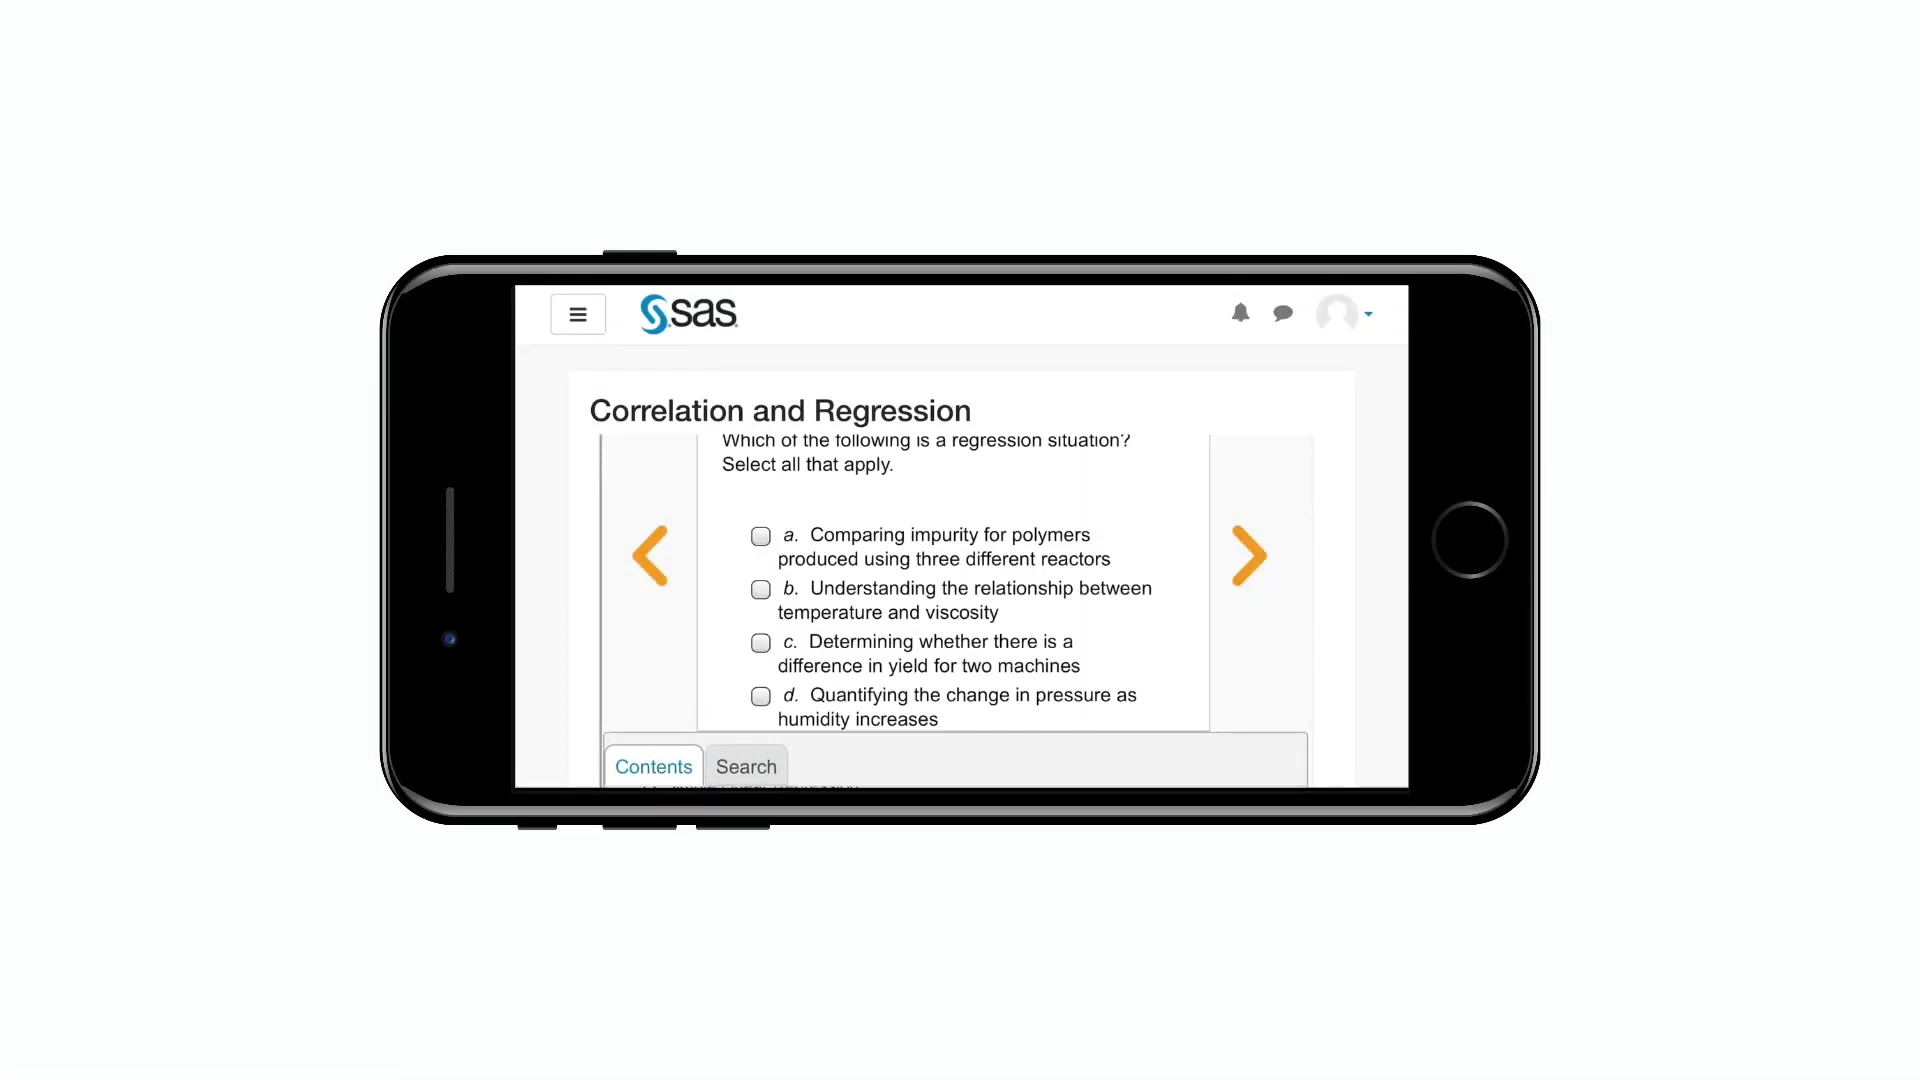 sas
Correlation and Regression
Which of the following is a regression situation?
Select all that apply.
a. Comparing impurity for polymers
produced using three different reactors
b. Understanding the relationship between
temperature and viscosity
c. Determining whether there is a
difference in yield for two machines
d. Quantifying the change in pressure as
humidity increases
Contents Search